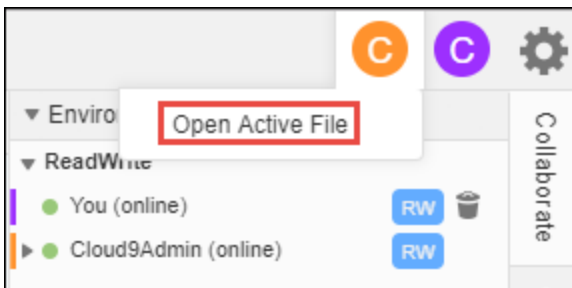 C C
Enviro
Open Active File
ReadWrite
You (online) RW
Cloud9Admin (online) RW
Collaborate